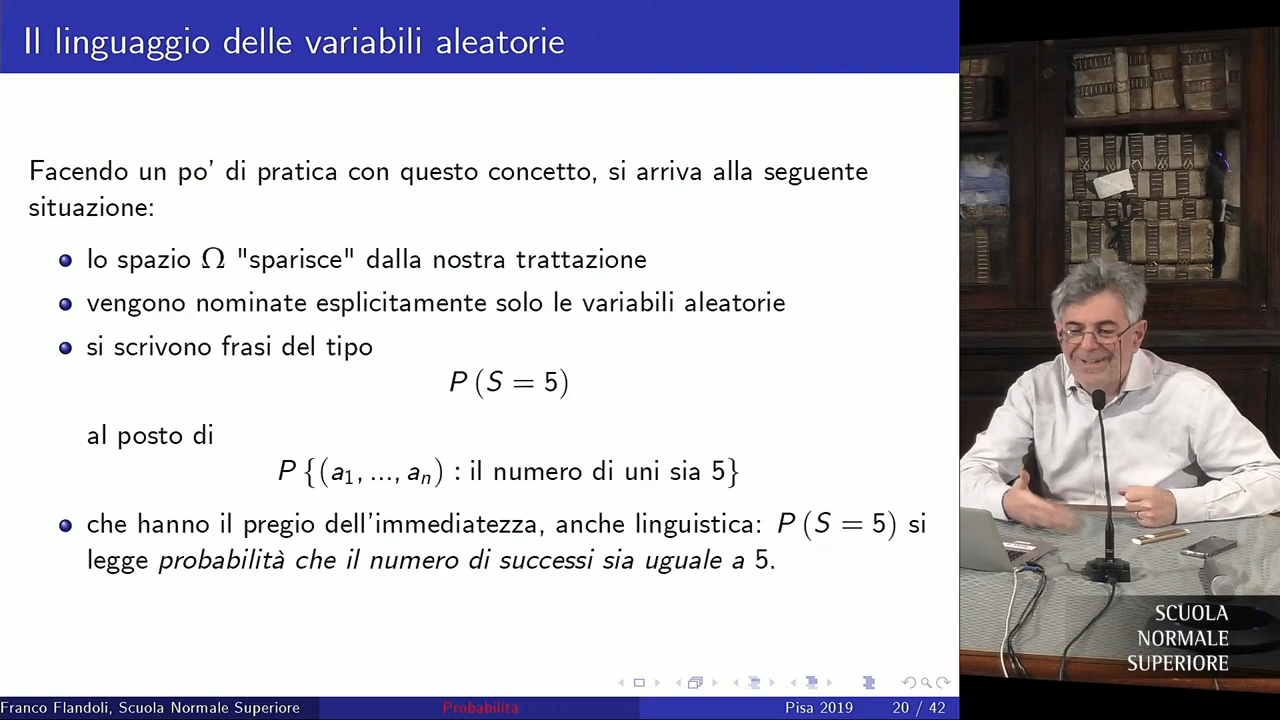 Il linguaggio delle variabili aleatorie
Facendo un po' di pratica con questo concetto, si arriva alla seguente
situazione:
lo spazio Ω "sparisce" dalla nostra trattazione
vengono nominate esplicitamente solo le variabili aleatorie
si scrivono frasi del tipo
P (S = 5)
al posto di
P {(a₁, ..., aₙ) : il numero di uni sia 5}
che hanno il pregio dell'immediatezza, anche linguistica: P (S = 5) si
legge probabilità che il numero di successi sia uguale a 5.
Franco Flandoli, Scuola Normale Superiore
Probabilità
Pisa 2019
20 / 42
SCUOLA
NORMALE
SUPERIORE